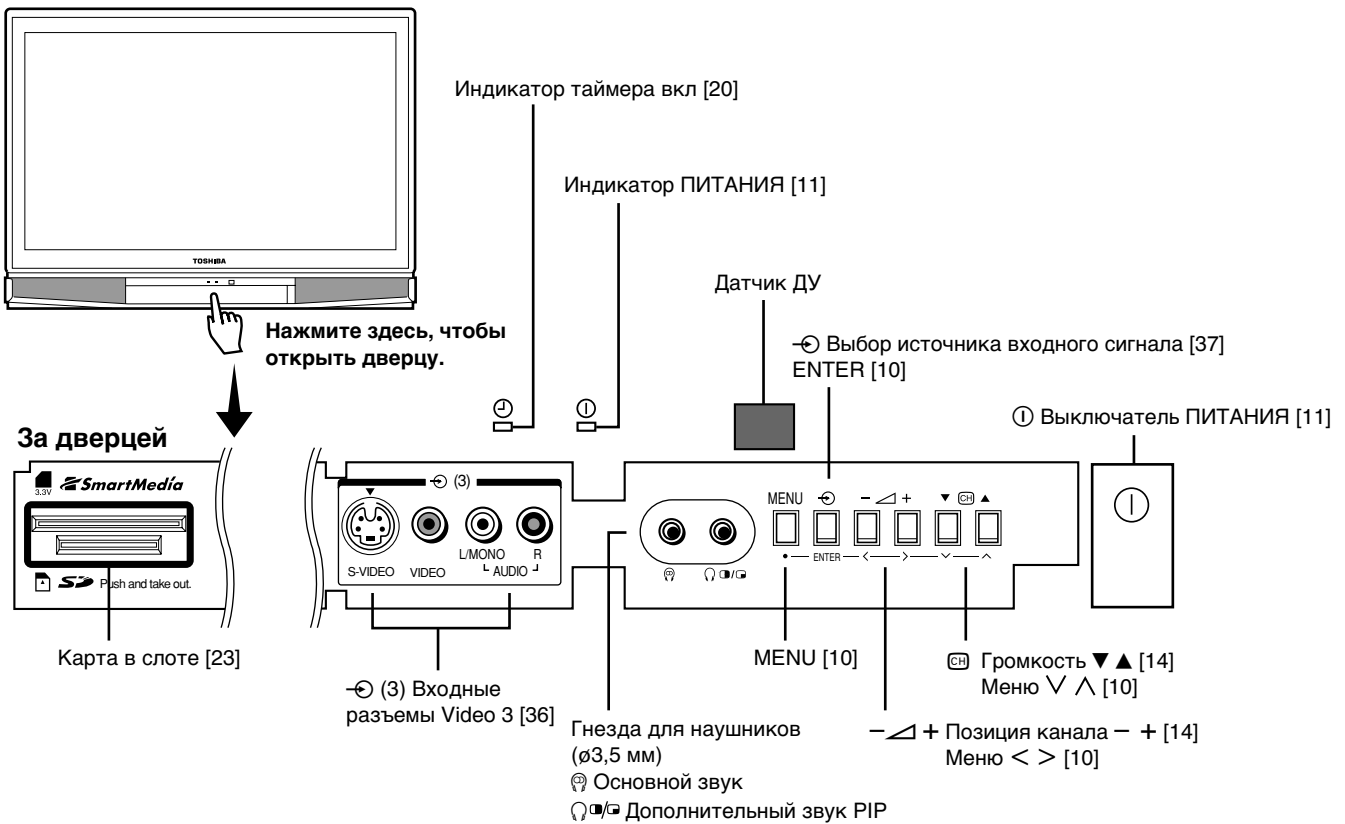 TOSHIBA
Нажмите здесь, чтобы
открыть дверцу.
Индикатор таймера вкл [20]
Индикатор ПИТАНИЯ [11]
Датчик ДУ
Выбор источника входного сигнала [37]
ENTER [10]
Выключатель ПИТАНИЯ [11]
За дверцей
3.3V SmartMedia
SD Push and take out.
(3)
S-VIDEO VIDEO L/MONO R
AUDIO
MENU − + ▼ CH ▲
• ENTER < > ∨ ∧
Карта в слоте [23]
(3) Входные
разъемы Video 3 [36]
Гнезда для наушников
(ø3,5 мм)
Основной звук
Дополнительный звук PIP
MENU [10]
CH Громкость ▼ ▲ [14]
Меню ∨ ∧ [10]
− + Позиция канала − + [14]
Меню < > [10]